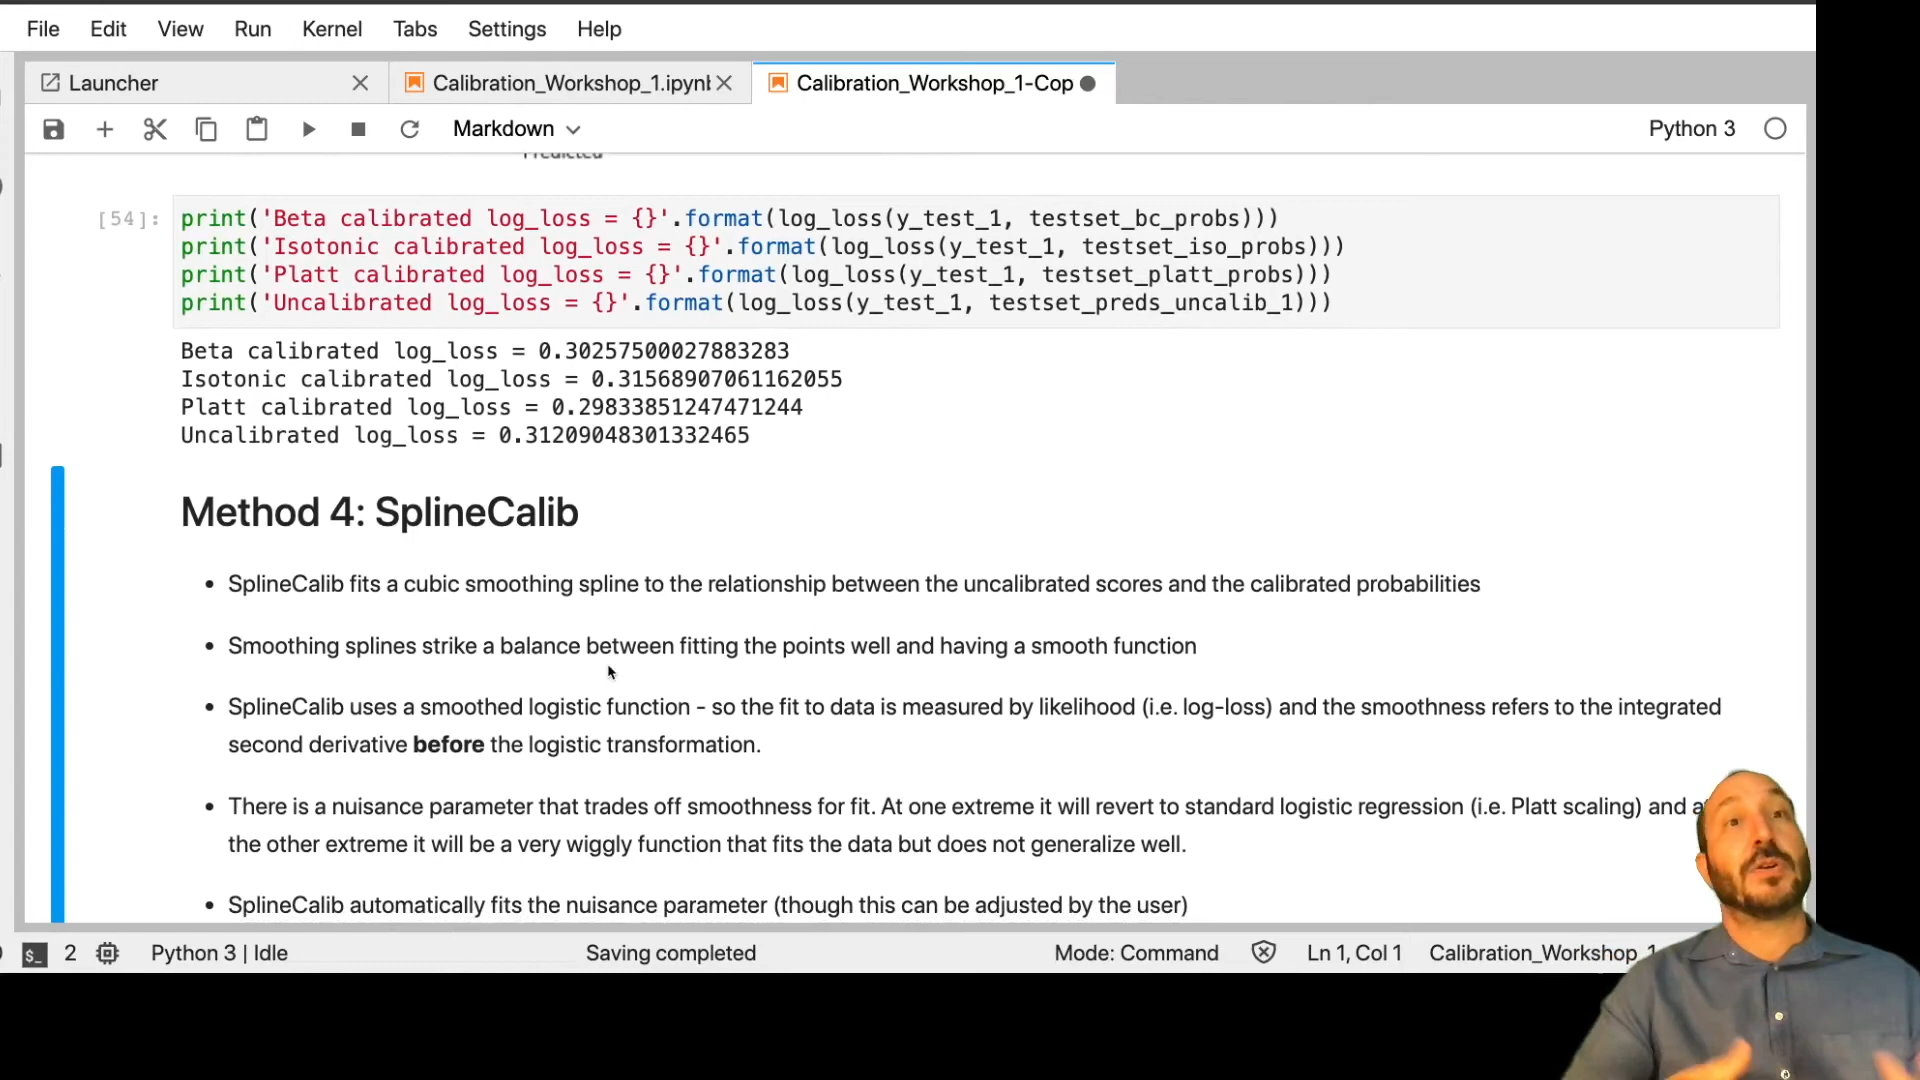 File Edit View Run Kernel Tabs Settings Help
Launcher Calibration_Workshop_1.ipynb Calibration_Workshop_1-Cop
Markdown Python 3
Predicted
[54]: print('Beta calibrated log_loss = {}'.format(log_loss(y_test_1, testset_bc_probs)))
print('Isotonic calibrated log_loss = {}'.format(log_loss(y_test_1, testset_iso_probs)))
print('Platt calibrated log_loss = {}'.format(log_loss(y_test_1, testset_platt_probs)))
print('Uncalibrated log_loss = {}'.format(log_loss(y_test_1, testset_preds_uncalib_1)))
Beta calibrated log_loss = 0.30257500027883283
Isotonic calibrated log_loss = 0.31568907061162055
Platt calibrated log_loss = 0.29833851247471244
Uncalibrated log_loss = 0.31209048301332465
Method 4: SplineCalib
• SplineCalib fits a cubic smoothing spline to the relationship between the uncalibrated scores and the calibrated probabilities
• Smoothing splines strike a balance between fitting the points well and having a smooth function
• SplineCalib uses a smoothed logistic function - so the fit to data is measured by likelihood (i.e. log-loss) and the smoothness refers to the integrated
second derivative before the logistic transformation.
• There is a nuisance parameter that trades off smoothness for fit. At one extreme it will revert to standard logistic regression (i.e. Platt scaling) and
the other extreme it will be a very wiggly function that fits the data but does not generalize well.
• SplineCalib automatically fits the nuisance parameter (though this can be adjusted by the user)
$_ 2 Python 3 | Idle Saving completed Mode: Command Ln 1, Col 1 Calibration_Workshop_1